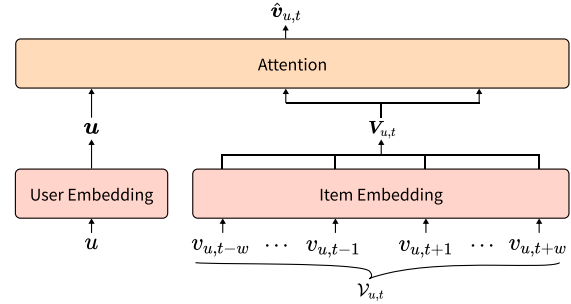 v̂_{u,t}
Attention
𝒖 𝑽_{u,t}
User Embedding Item Embedding
u v_{u,t−w} ⋯ v_{u,t−1} v_{u,t+1} ⋯ v_{u,t+w}
𝒱_{u,t}